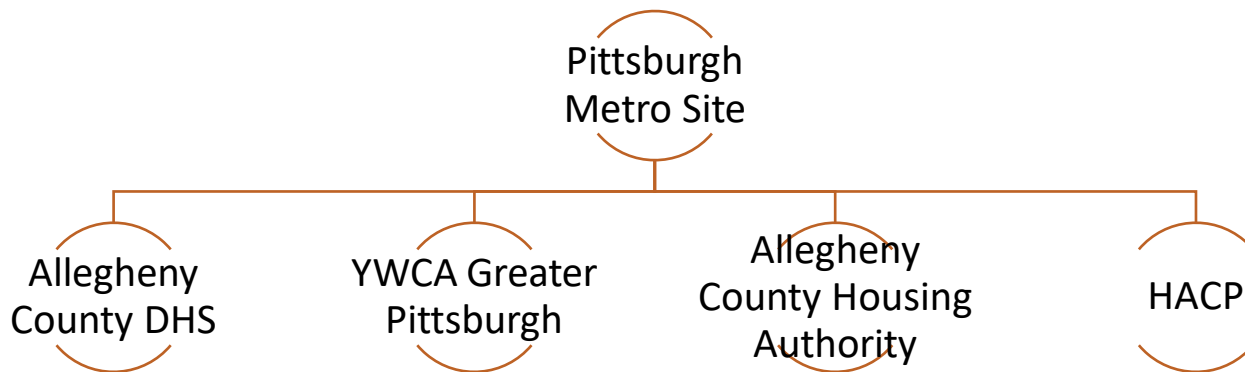 Pittsburgh
Metro Site
Allegheny
County DHS
YWCA Greater
Pittsburgh
Allegheny
County Housing
Authority
HACP